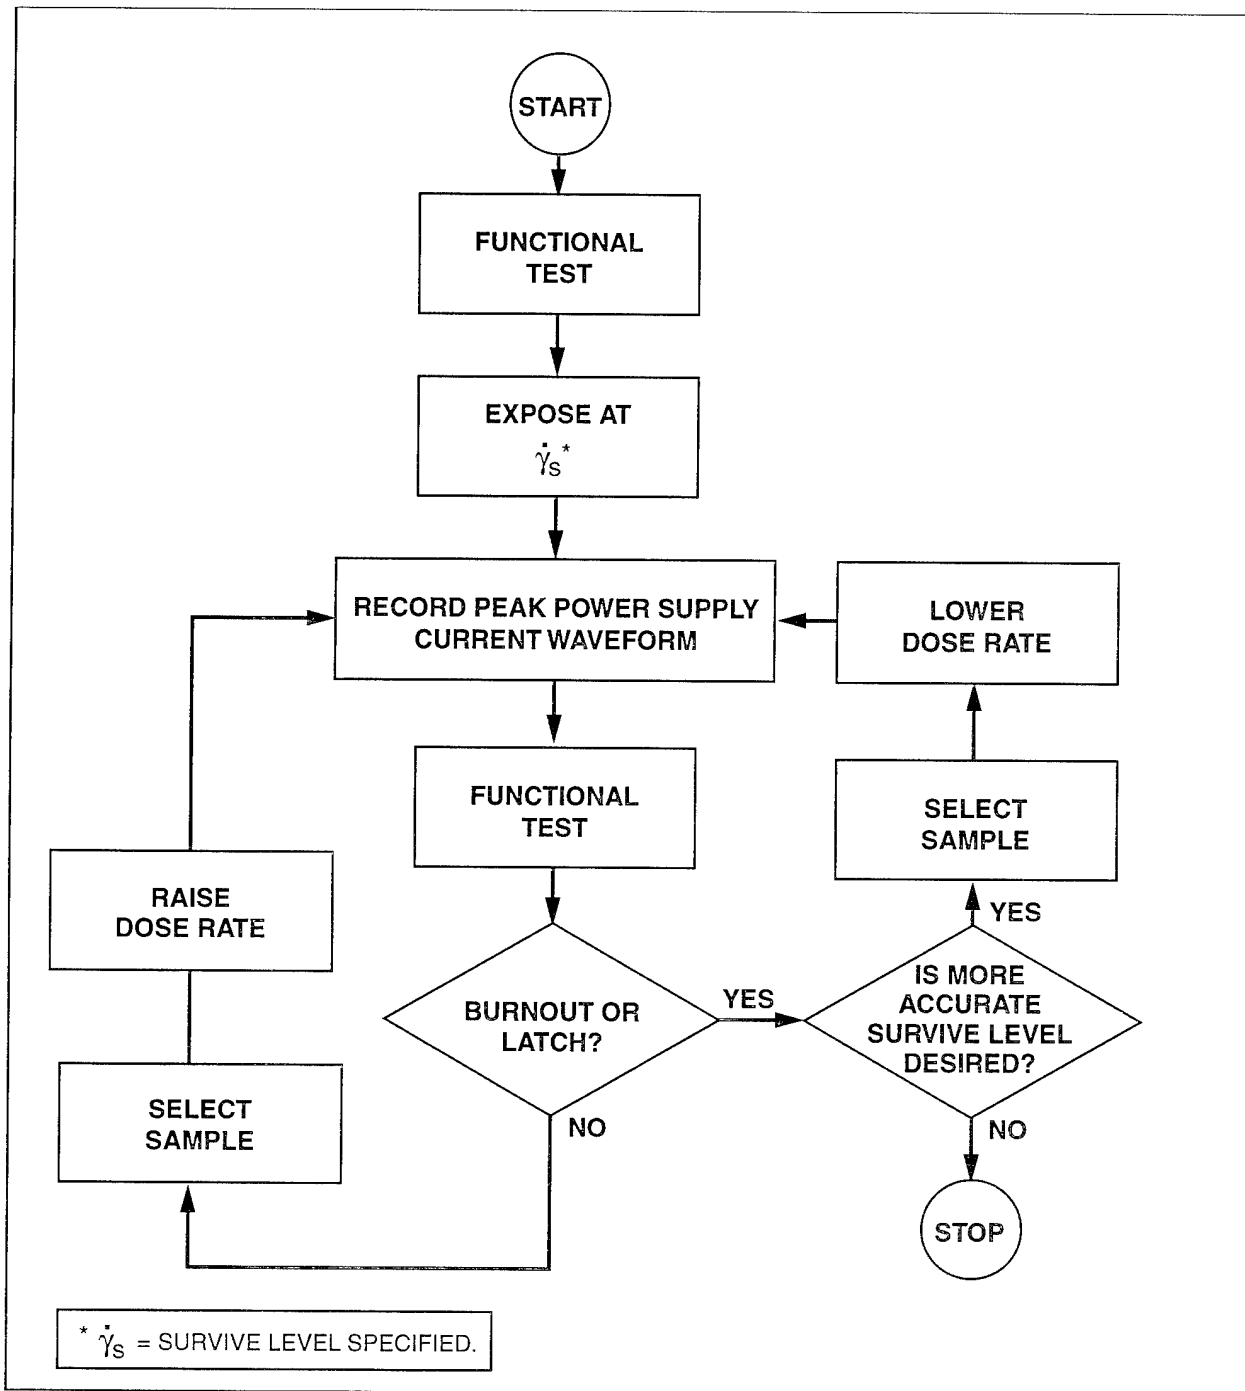 START
FUNCTIONAL
TEST
EXPOSE AT
γ̇S*
RECORD PEAK POWER SUPPLY
CURRENT WAVEFORM
LOWER
DOSE RATE
FUNCTIONAL
TEST
SELECT
SAMPLE
RAISE
DOSE RATE
YES
BURNOUT OR
LATCH?
YES
IS MORE
ACCURATE
SURVIVE LEVEL
DESIRED?
SELECT
SAMPLE
NO
NO
STOP
* γ̇S = SURVIVE LEVEL SPECIFIED.